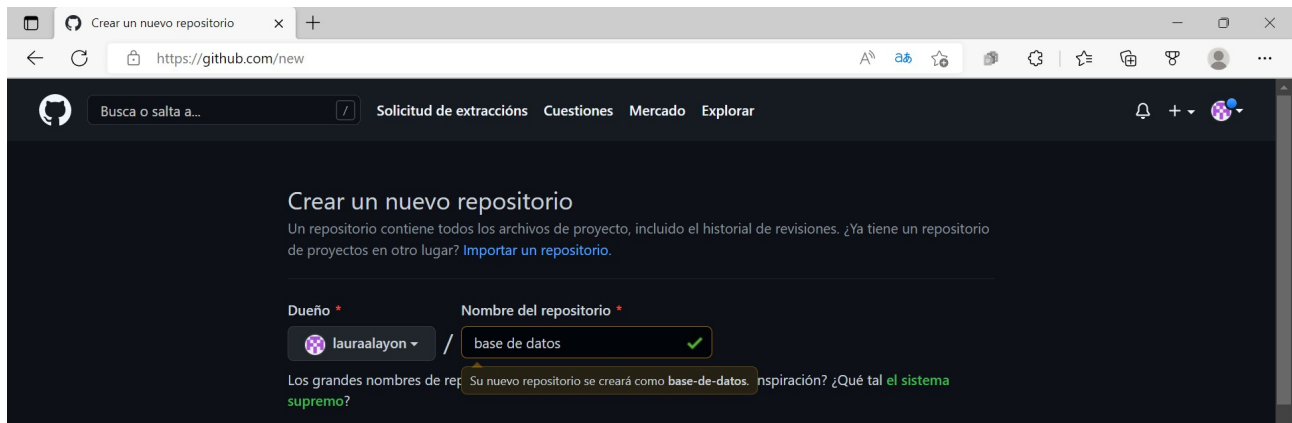 Crear un nuevo repositorio
https://github.com/new
Busca o salta a... /
Solicitud de extraccións Cuestiones Mercado Explorar
Crear un nuevo repositorio
Un repositorio contiene todos los archivos de proyecto, incluido el historial de revisiones. ¿Ya tiene un repositorio
de proyectos en otro lugar? Importar un repositorio.
Dueño * Nombre del repositorio *
lauraalayon / base de datos
Los grandes nombres de rep Su nuevo repositorio se creará como base-de-datos. nspiración? ¿Qué tal el sistema
supremo?